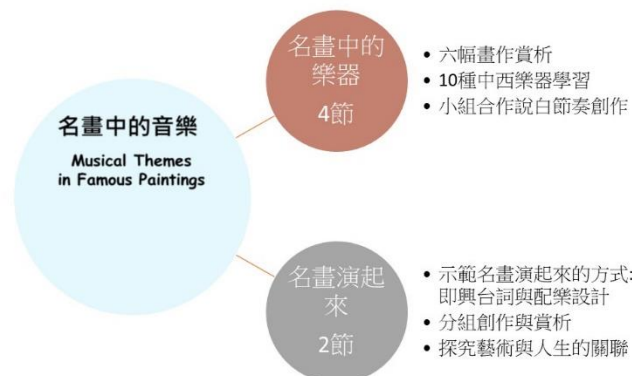 名畫中的音樂
Musical Themes
in Famous Paintings
名畫中的
樂器
4節
• 六幅畫作賞析
• 10種中西樂器學習
• 小組合作說白節奏創作
名畫演起
來
2節
• 示範名畫演起來的方式:
即興台詞與配樂設計
• 分組創作與賞析
• 探究藝術與人生的關聯